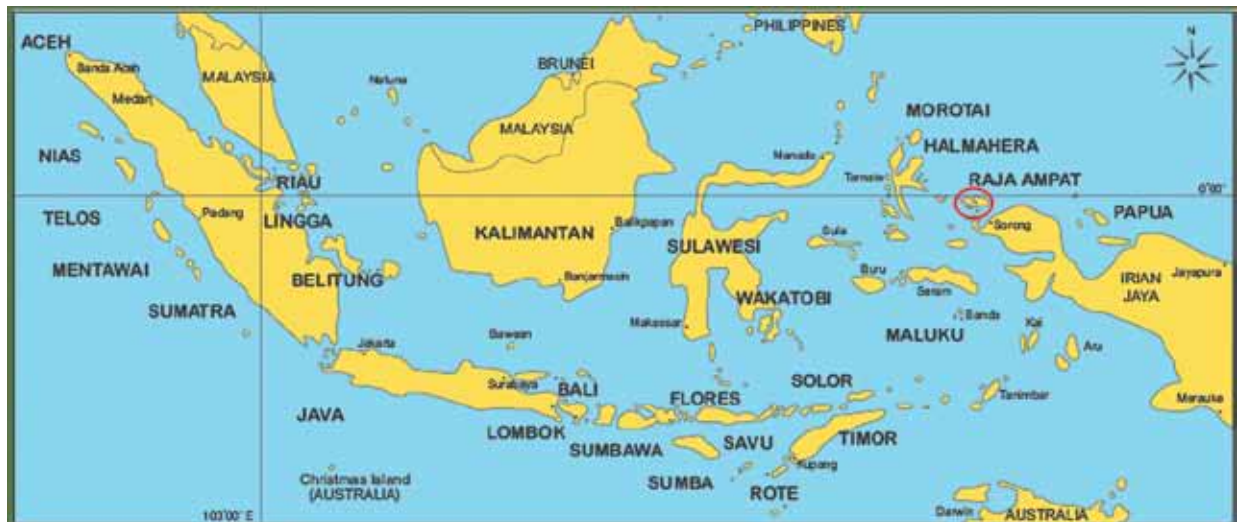 PHILIPPINES
N
ACEH
Banda Aceh
MALAYSIA
BRUNEI
Natuna
Medan
MOROTAI
MALAYSIA
HALMAHERA
NIAS
Manado
RIAU
Ternate
RAJA AMPAT
0°00'
TELOS
Padang
LINGGA
PAPUA
Sorong
Balikpapan
KALIMANTAN
Sula
SULAWESI
MENTAWAI
BELITUNG
Banjarmasin
Buru
Seram
IRIAN
JAYA
Jayapura
SUMATRA
WAKATOBI
Banda
Makassar
MALUKU
Kai
Bawean
Jakarta
Aru
Surabaya
BALI
FLORES
SOLOR
Tanimbar
Merauke
JAVA
LOMBOK
SUMBAWA
SAVU
TIMOR
Kupang
Christmas Island
(AUSTRALIA)
SUMBA
ROTE
103°00' E
Darwin
AUSTRALIA